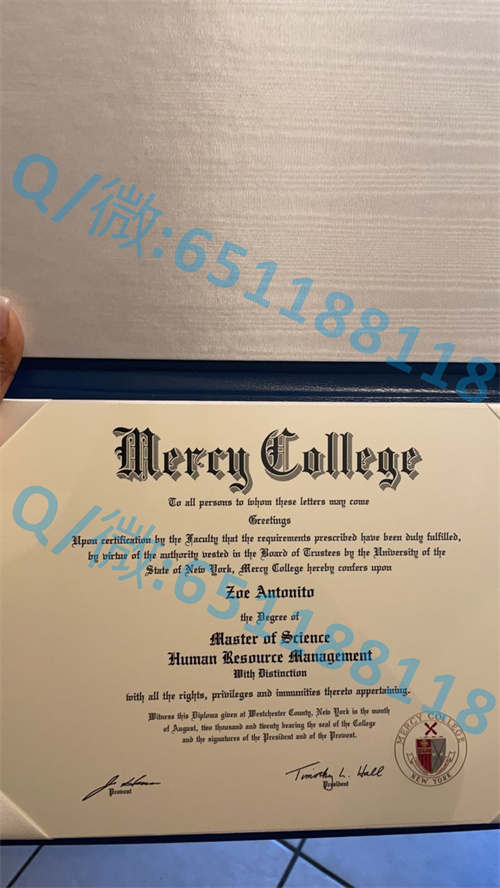 Q/微:651188118
Mercy College
To all persons to whom these letters may come
Greetings
Upon certification by the Faculty that the requirements prescribed have been duly fulfilled,
by virtue of the authority vested in the Board of Trustees by the University of the
State of New York, Mercy College hereby confers upon
Zoe Antonito
the Degree of
Master of Science
Human Resource Management
With Distinction
with all the rights, privileges and immunities thereto appertaining.
Q/微:651188118
Witness this Diploma given at Westchester County, New York in the month
of August, two thousand and twenty bearing the seal of the College
and the signatures of the President and of the Provost.
Timothy L. Hall
Provost
President
MERCY COLLEGE
NEW YORK